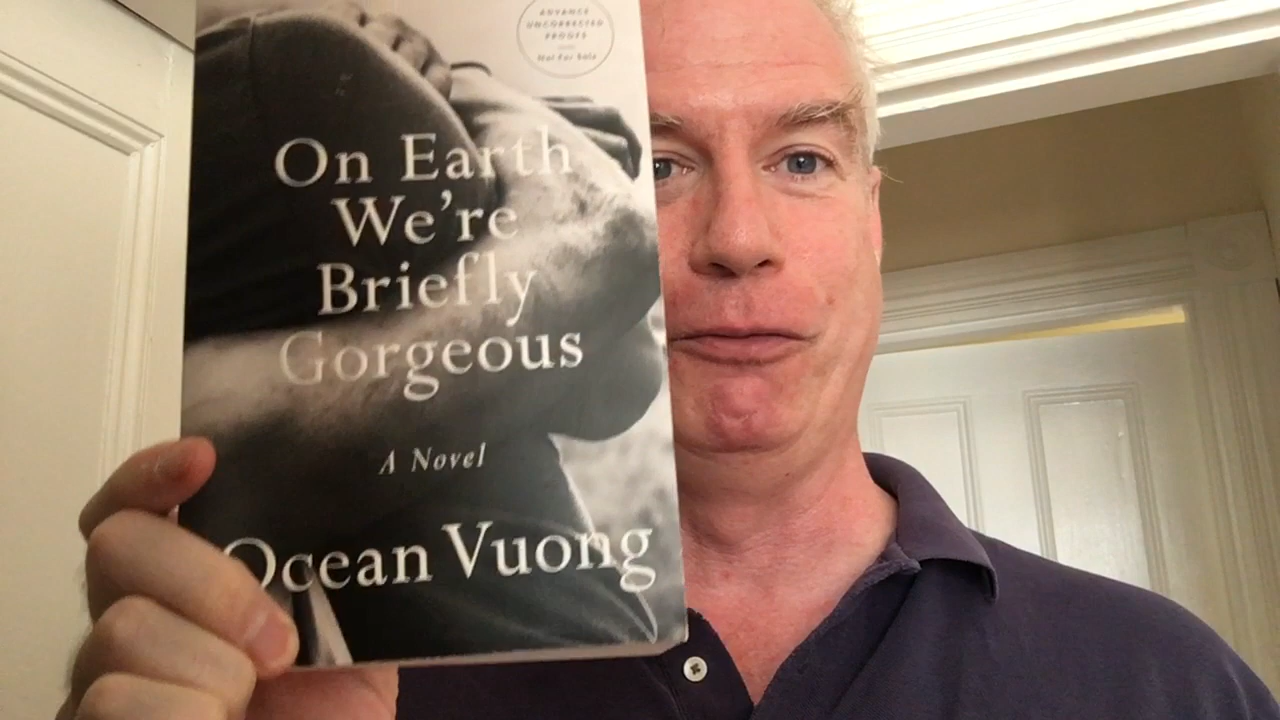 ADVANCE
UNCORRECTED
PROOFS
Not For Sale
On Earth
We're
Briefly
Gorgeous
A Novel
Ocean Vuong